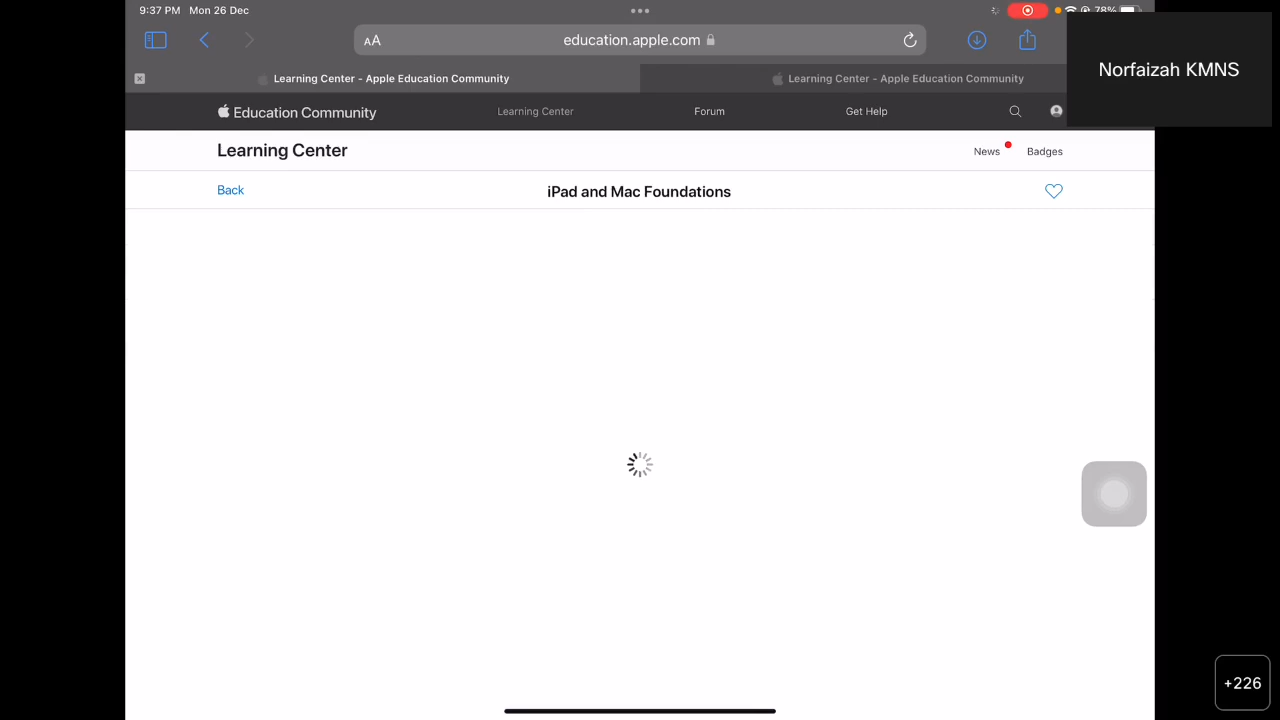 9:37 PM Mon 26 Dec
78%
AA
education.apple.com
Learning Center - Apple Education Community
Learning Center - Apple Education Community
Norfaizah KMNS
Education Community
Learning Center
Forum
Get Help
Learning Center
News
Badges
Back
iPad and Mac Foundations
+226